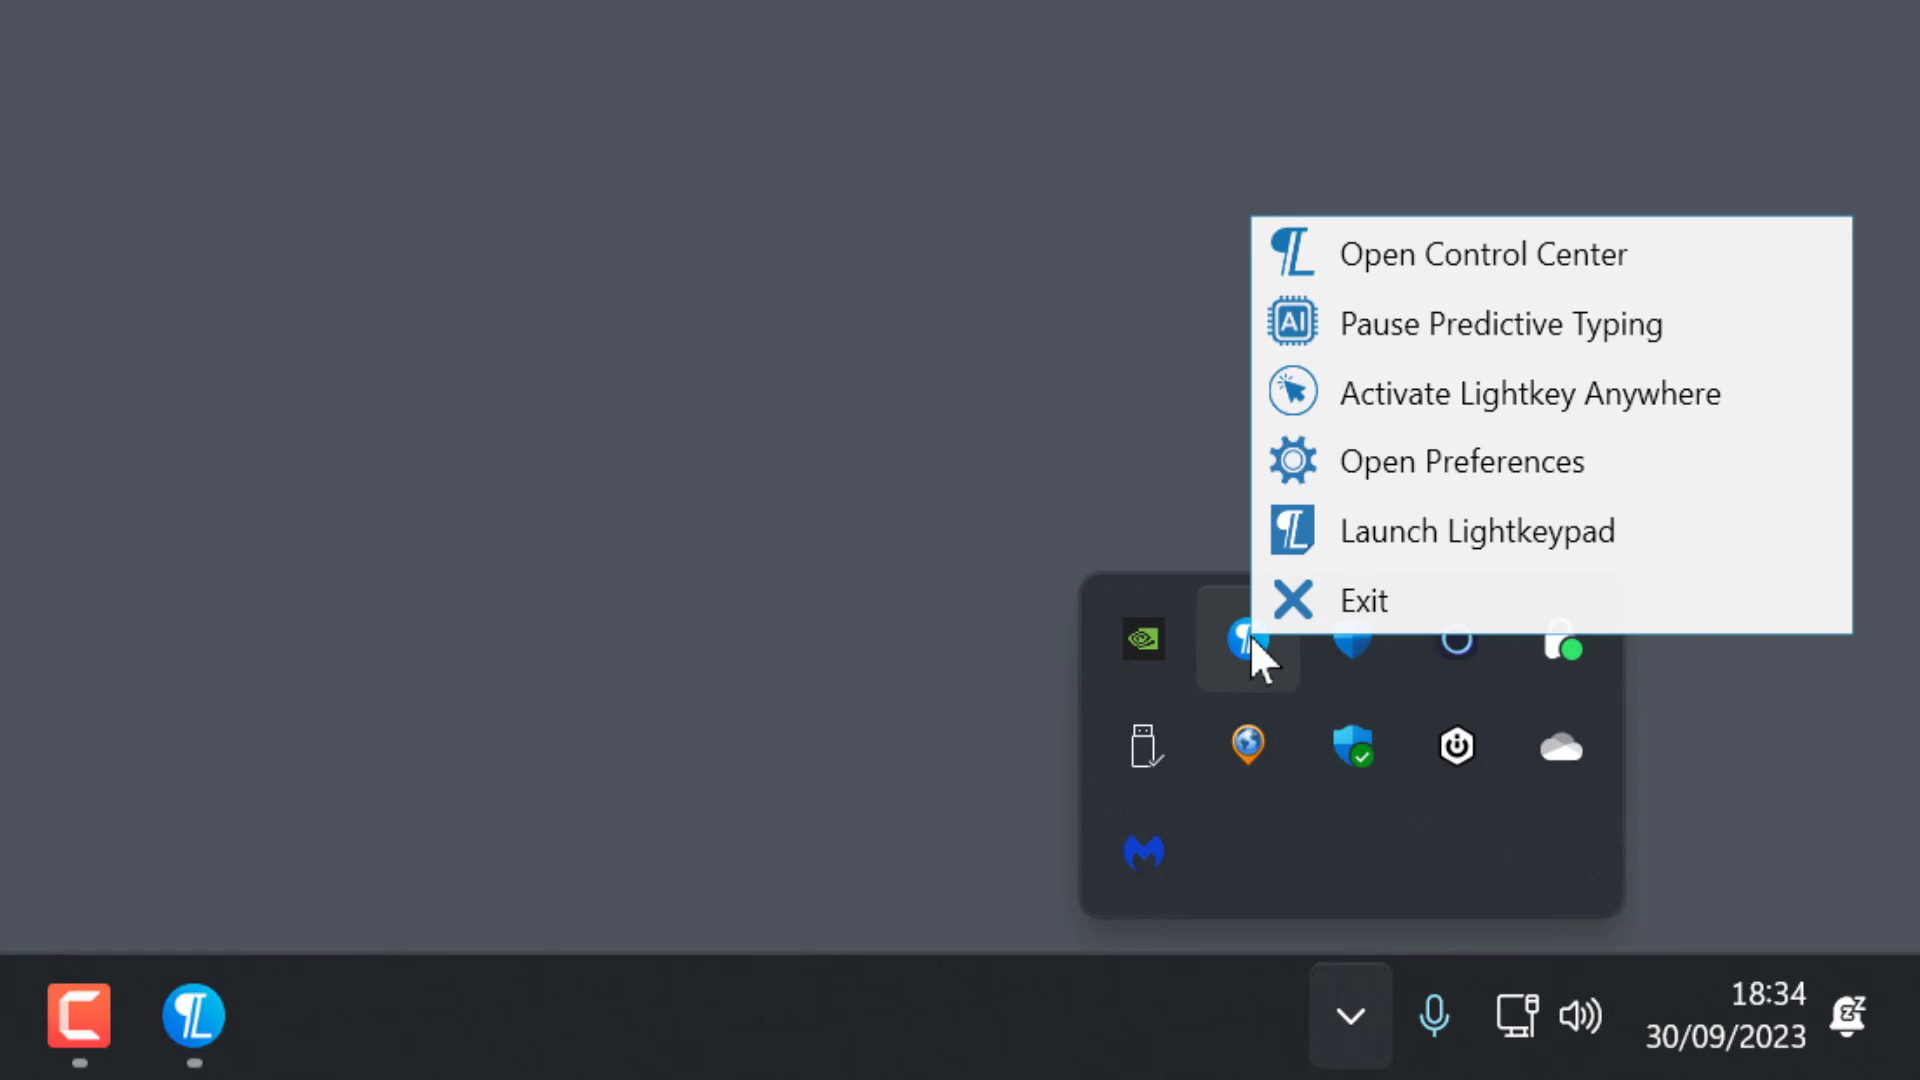 Open Control Center
AI Pause Predictive Typing
Activate Lightkey Anywhere
Open Preferences
Launch Lightkeypad
Exit
18:34
30/09/2023